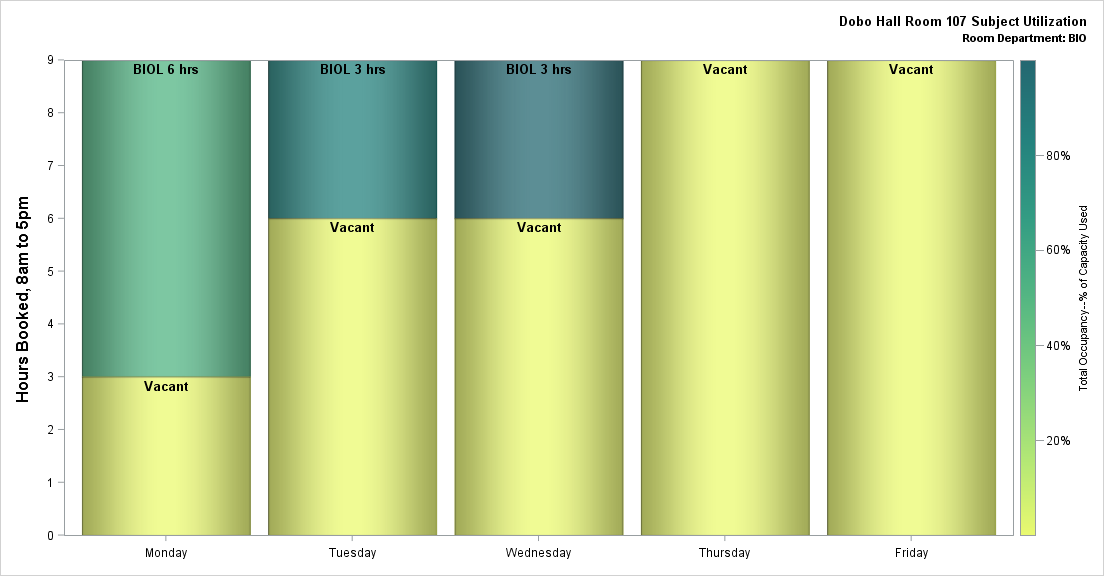 Dobo Hall Room 107 Subject Utilization
Room Department: BIO
Hours Booked, 8am to 5pm
9
8
7
6
5
4
3
2
1
0
BIOL 6 hrs
Vacant
BIOL 3 hrs
Vacant
BIOL 3 hrs
Vacant
Vacant
Vacant
Monday
Tuesday
Wednesday
Thursday
Friday
80%
60%
40%
20%
Total Occupancy--% of Capacity Used